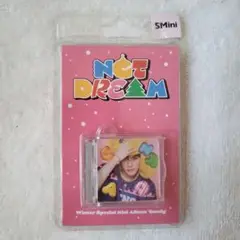 SMini
NCT
DREAM
Winter Special Mini Album 'Candy'